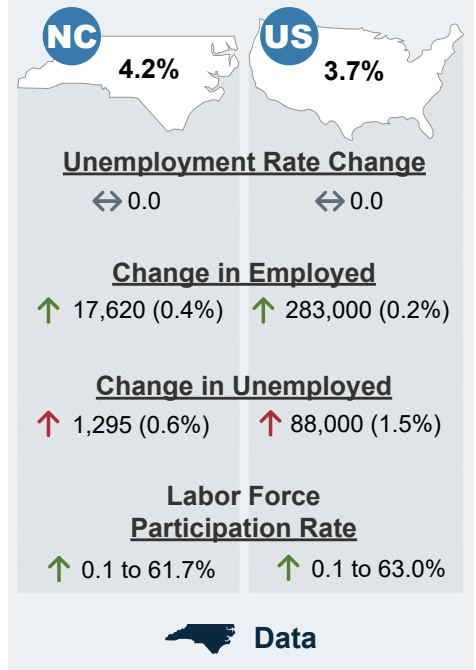 NC
US
4.2%
3.7%
Unemployment Rate Change
↔ 0.0
↔ 0.0
Change in Employed
↑ 17,620 (0.4%)
↑ 283,000 (0.2%)
Change in Unemployed
↑ 1,295 (0.6%)
↑ 88,000 (1.5%)
Labor Force
Participation Rate
↑ 0.1 to 61.7%
↑ 0.1 to 63.0%
Data